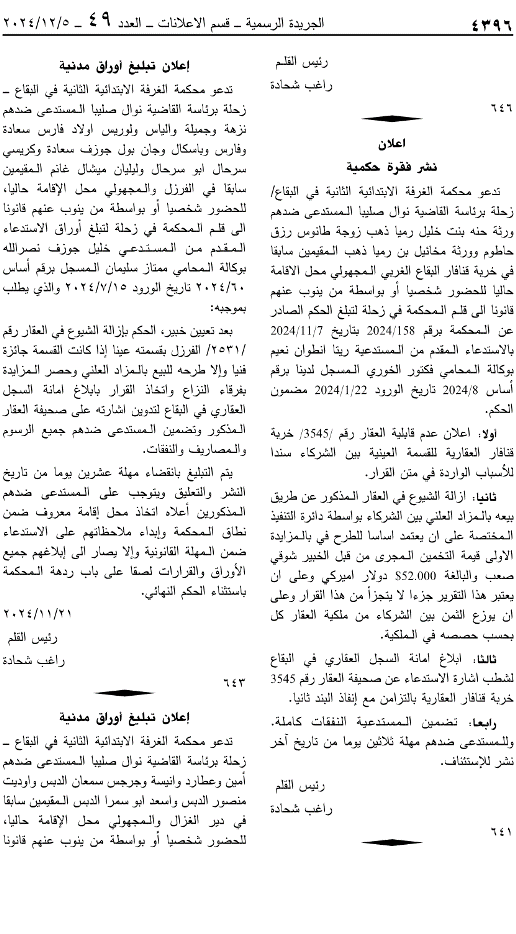 ٤٣٩٦
الجريدة الرسمية ــ قسم الاعلانات ــ العدد ٤٩ ــ ٢٠٢٤/١٢/٥
رئيس القلم
راغب شحادة
٦٤٦
اعلان
نشر فقرة حكمية
تدعو محكمة الغرفة الابتدائية الثانية في البقاع/
زحلة برئاسة القاضية نوال صليبا المستدعى ضدهم
ورثة حنه بنت خليل رميا ذهب زوجة طانوس رزق
حاطوم وورثة مخائيل بن رميا ذهب المقيمين سابقا
في خربة قنافار البقاع الغربي المجهولي محل الاقامة
حاليا للحضور شخصيا أو بواسطة من ينوب عنهم
قانونا الى قلم المحكمة في زحلة لتبلغ الحكم الصادر
عن المحكمة برقم 2024/158 بتاريخ 2024/11/7
بالاستدعاء المقدم من المستدعية ريتا انطوان نعيم
بوكالة المحامي فكتور الخوري المسجل لدينا برقم
أساس 2024/8 تاريخ الورود 2024/1/22 مضمون
الحكم.
اولا: اعلان عدم قابلية العقار رقم /3545/ خربة
قنافار العقارية للقسمة العينية بين الشركاء سندا
للأسباب الواردة في متن القرار.
ثانيا: ازالة الشيوع في العقار المذكور عن طريق
بيعه بالمزاد العلني بين الشركاء بواسطة دائرة التنفيذ
المختصة على ان يعتمد اساسا للطرح في بالمزايدة
الاولى قيمة التخمين المجرى من قبل الخبير شوقي
صعب والبالغة $52.000 دولار اميركي وعلى ان
يعتبر هذا التقرير جزءا لا يتجزأ من هذا القرار وعلى
ان يوزع الثمن بين الشركاء من ملكية العقار كل
بحسب حصصه في الملكية.
ثالثا: ابلاغ امانة السجل العقاري في البقاع
لشطب اشارة الاستدعاء عن صحيفة العقار رقم 3545
خربة قنافار العقارية بالتزامن مع إنفاذ البند ثانيا.
رابعا: تضمين المستدعية النفقات كاملة.
وللمستدعى ضدهم مهلة ثلاثين يوما من تاريخ آخر
نشر للإستئناف.
رئيس القلم
راغب شحادة
٦٤١
إعلان تبليغ أوراق مدنية
تدعو محكمة الغرفة الابتدائية الثانية في البقاع ــ
زحلة برئاسة القاضية نوال صليبا المستدعى ضدهم
نزهة وجميلة والياس ولوريس اولاد فارس سعادة
وفارس وباسكال وجان بول جوزف سعادة وكريسي
سرحال ابو سرحال وليليان ميشال غانم المقيمين
سابقا في الفرزل والمجهولي محل الإقامة حاليا،
للحضور شخصيا أو بواسطة من ينوب عنهم قانونا
الى قلم المحكمة في زحلة لتبلغ أوراق الاستدعاء
المقدم من المستدعي خليل جوزف نصرالله
بوكالة المحامي ممتاز سليمان المسجل برقم أساس
٢٠٢٤/٦٠ تاريخ الورود ٢٠٢٤/٧/١٥ والذي يطلب
بموجبه:
بعد تعيين خبير، الحكم بإزالة الشيوع في العقار رقم
/٢٥٣١/ الفرزل بقسمته عينا إذا كانت القسمة جائزة
فنيا وإلا طرحه للبيع بالمزاد العلني وحصر المزايدة
بفرقاء النزاع واتخاذ القرار بابلاغ امانة السجل
العقاري في البقاع لتدوين اشارته على صحيفة العقار
المذكور وتضمين المستدعى ضدهم جميع الرسوم
والمصاريف والنفقات.
يتم التبليغ بانقضاء مهلة عشرين يوما من تاريخ
النشر والتعليق ويتوجب على المستدعى ضدهم
المذكورين أعلاه اتخاذ محل إقامة معروف ضمن
نطاق المحكمة وإبداء ملاحظاتهم على الاستدعاء
ضمن المهلة القانونية وإلا يصار الى إبلاغهم جميع
الأوراق والقرارات لصقا على باب ردهة المحكمة
باستثناء الحكم النهائي.
٢٠٢٤/١١/٢١
رئيس القلم
راغب شحادة
٦٤٣
إعلان تبليغ أوراق مدنية
تدعو محكمة الغرفة الابتدائية الثانية في البقاع ــ
زحلة برئاسة القاضية نوال صليبا المستدعى ضدهم
أمين وعطارد وانيسة وجرجس سمعان الدبس واوديت
منصور الدبس واسعد ابو سمرا الدبس المقيمين سابقا
في دير الغزال والمجهولي محل الإقامة حاليا،
للحضور شخصيا أو بواسطة من ينوب عنهم قانونا